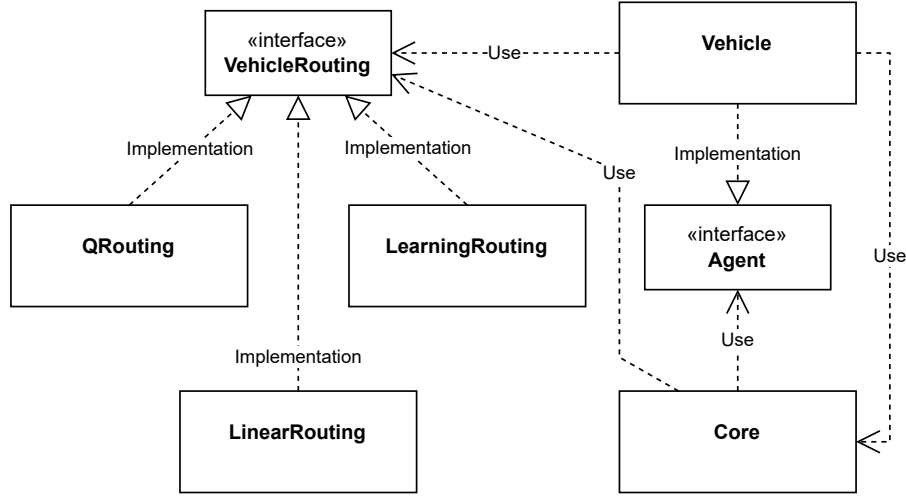 «interface»
VehicleRouting
Use
Vehicle
Implementation
Implementation
Implementation
Use
QRouting
LearningRouting
«interface»
Agent
Use
Use
Implementation
LinearRouting
Core